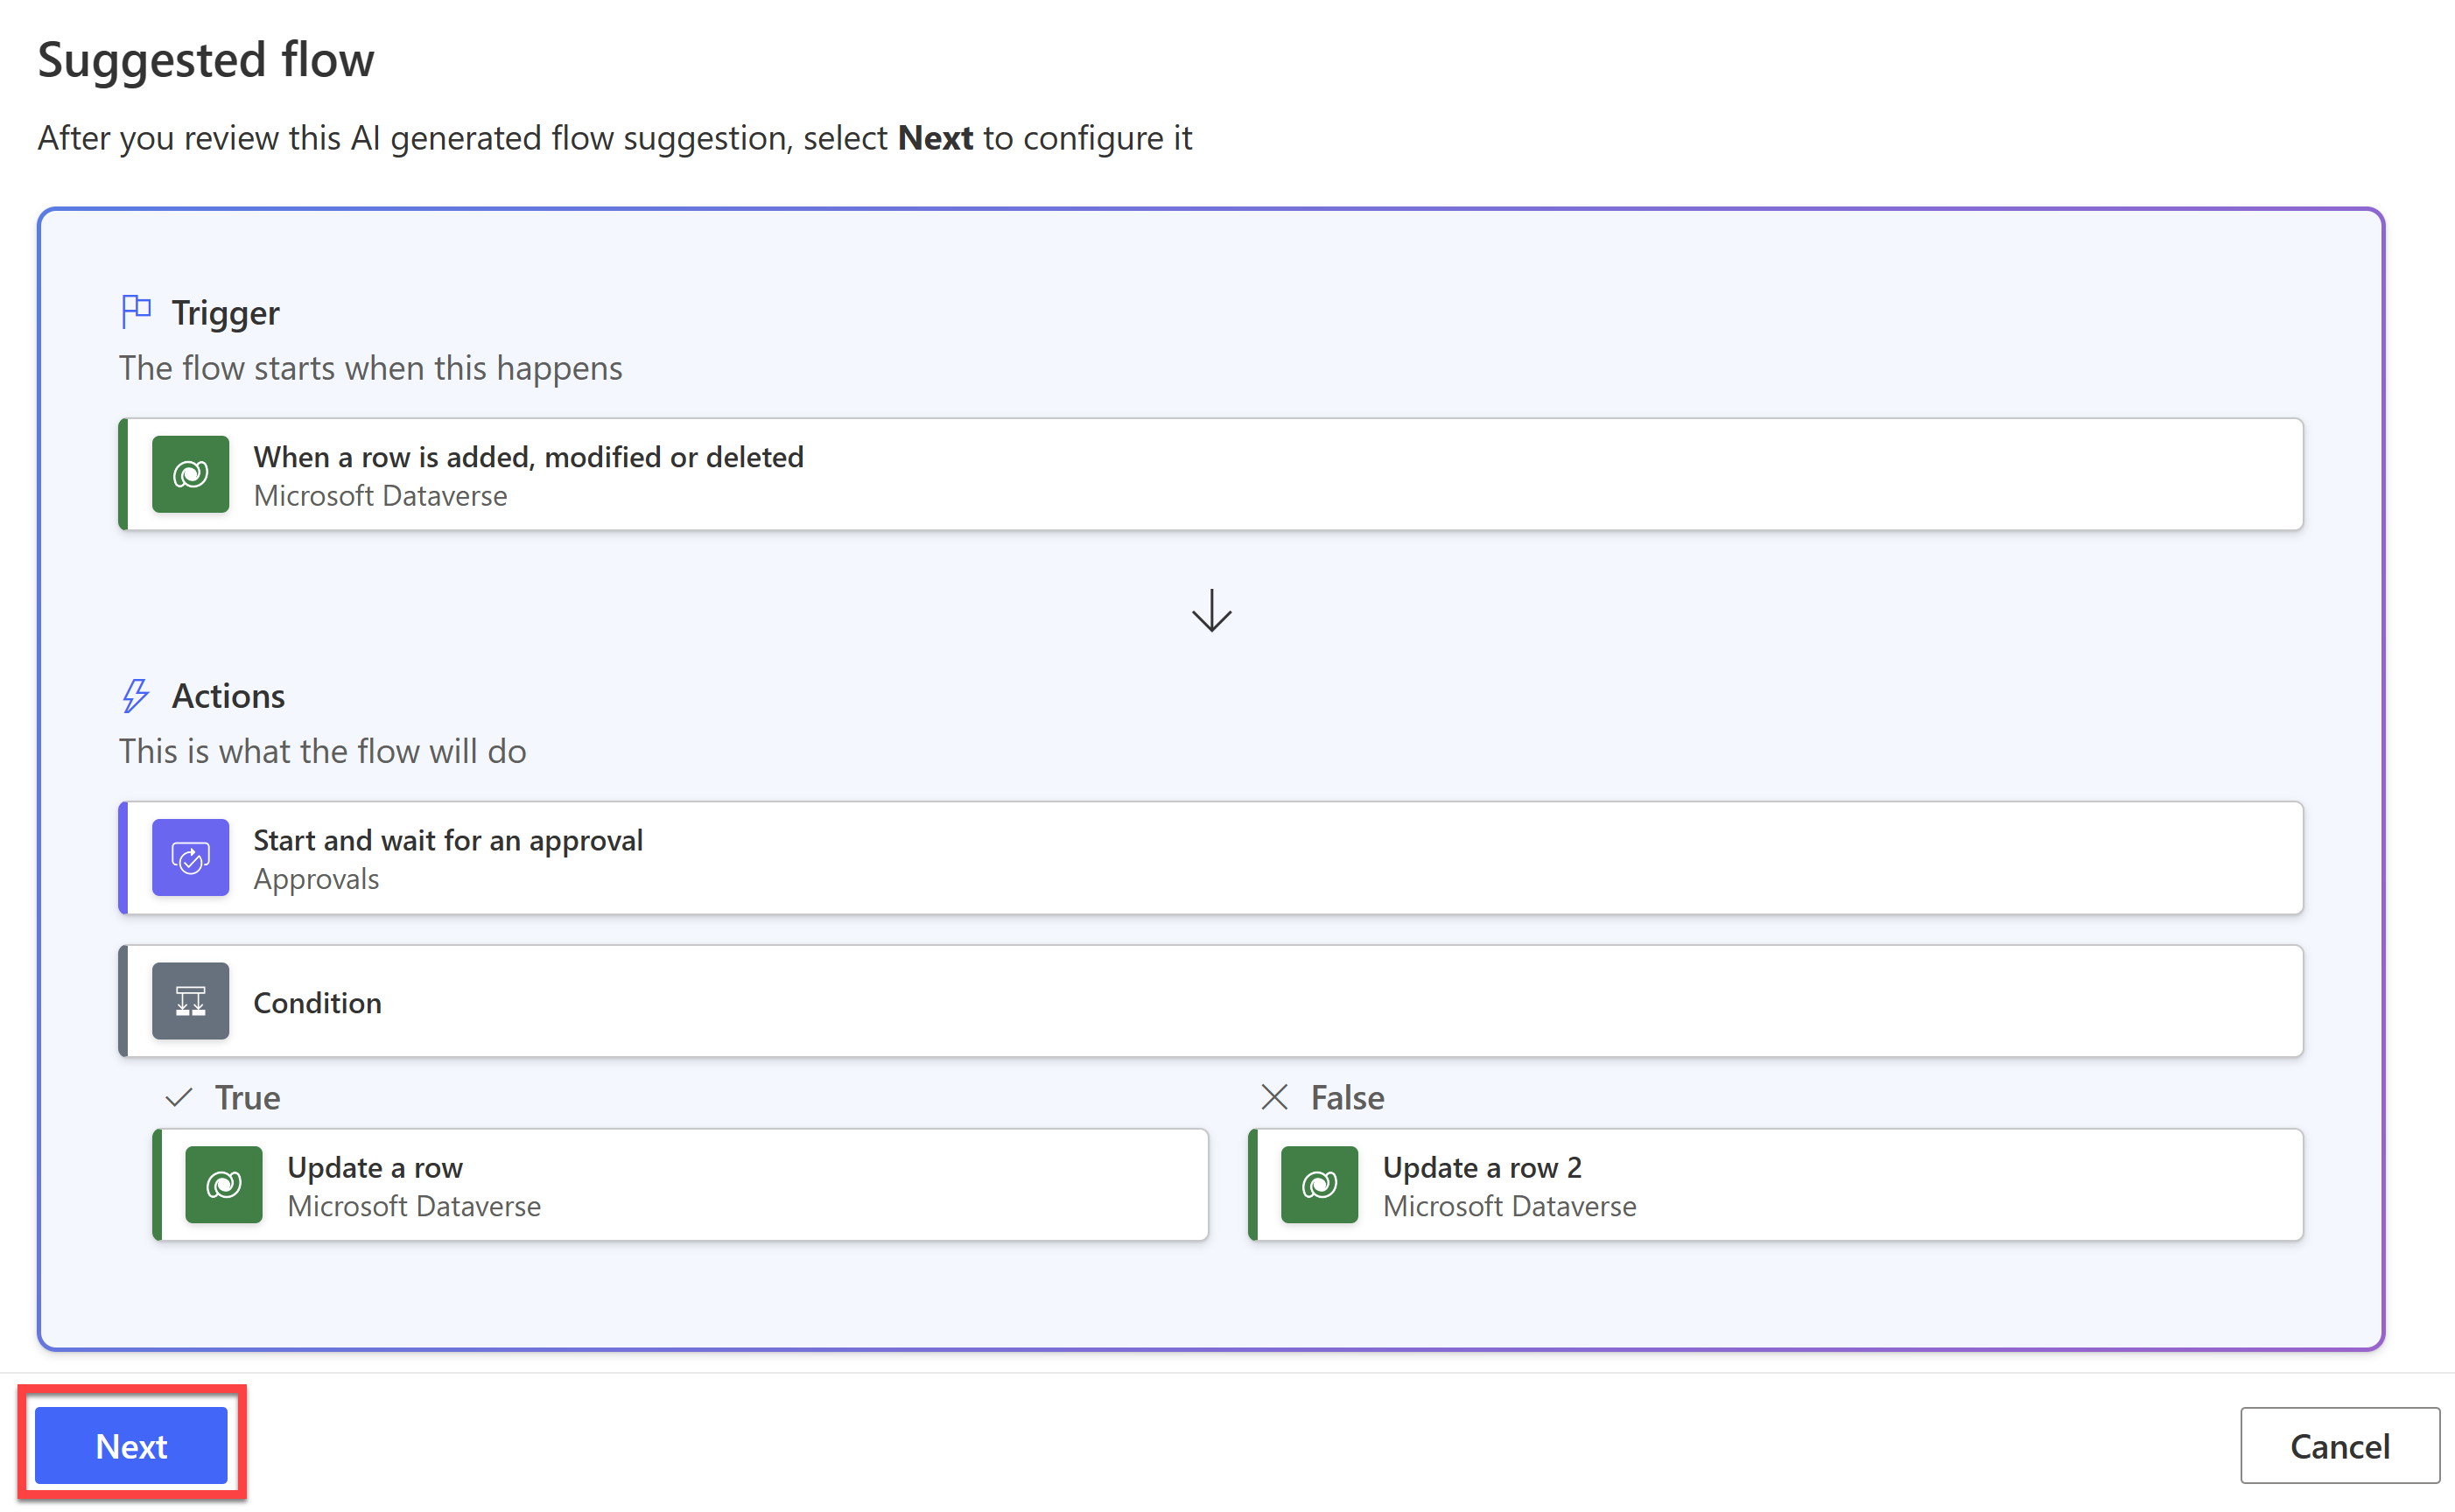 Suggested flow
After you review this AI generated flow suggestion, select Next to configure it
Trigger
The flow starts when this happens
When a row is added, modified or deleted
Microsoft Dataverse
Actions
This is what the flow will do
Start and wait for an approval
Approvals
Condition
True
False
Update a row
Microsoft Dataverse
Update a row 2
Microsoft Dataverse
Next
Cancel